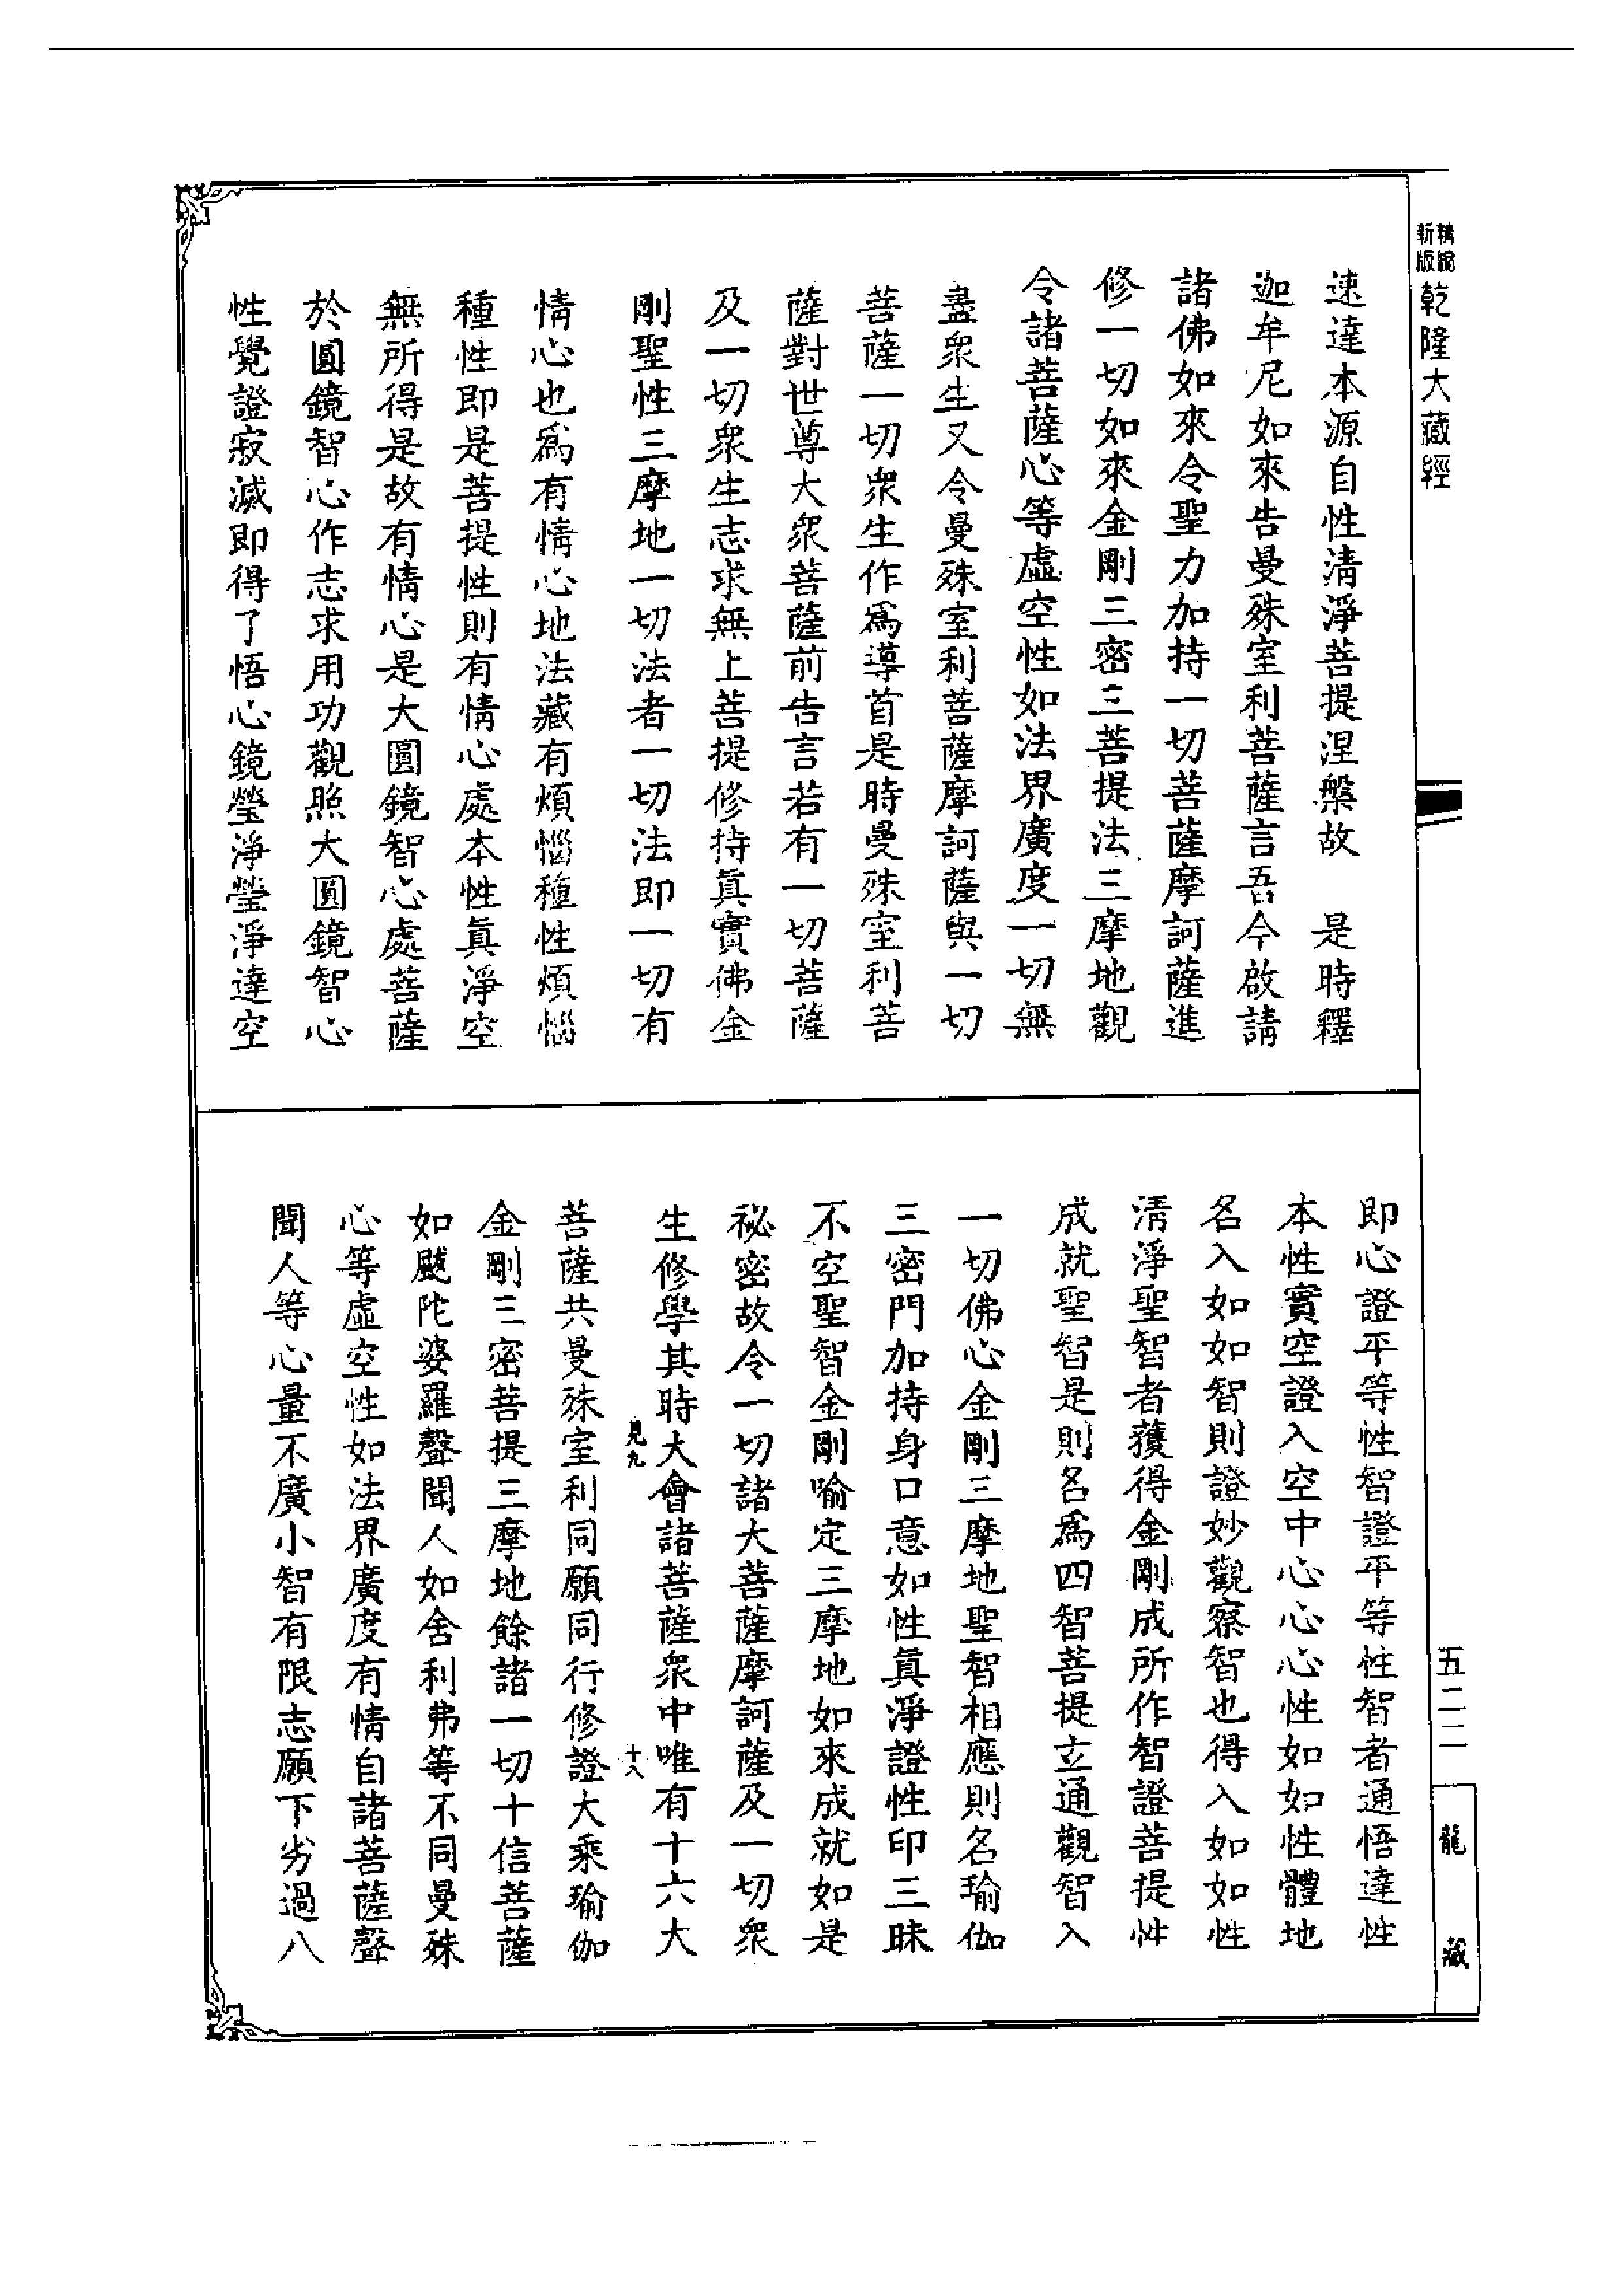 精縮
新版
乾隆大藏經
速達本源自性清淨菩提涅槃故　是時釋
迦牟尼如來告曼殊室利菩薩言吾今啟請
諸佛如來令聖力加持一切菩薩摩訶薩進
修一切如來金剛三密三菩提法三摩地觀
令諸菩薩心等虛空性如法界廣度一切無
盡眾生又令曼殊室利菩薩摩訶薩與一切
菩薩一切眾生作爲導首是時曼殊室利菩
薩對世尊大眾菩薩前告言若有一切菩薩
及一切眾生志求無上菩提修持眞實佛金
剛聖性三摩地一切法者一切法即一切有
情心也爲有情心地法藏有煩惱種性煩惱
種性即是菩提性則有情心處本性眞淨空
無所得是故有情心是大圓鏡智心處菩薩
於圓鏡智心作志求用功觀照大圓鏡智心
性覺證寂滅即得了悟心鏡瑩淨瑩淨達空
即心證平等性智證平等性智者通悟達性
本性實空證入空中心心心性如如性體地
名入如如智則證妙觀察智也得入如如性
清淨聖智者獲得金剛成所作智證菩提性
成就聖智是則名爲四智菩提立通觀智入
一切佛心金剛三摩地聖智相應則名瑜伽
三密門加持身口意如性眞淨證性印三昧
不空聖智金剛喻定三摩地如來成就如是
祕密故令一切諸大菩薩摩訶薩及一切眾
生修學其時大會諸菩薩眾中唯有十六大
見九
十八
菩薩共曼殊室利同願同行修證大乘瑜伽
金剛三密菩提三摩地餘諸一切十信菩薩
如颰陀婆羅聲聞人如舍利弗等不同曼殊
心等虛空性如法界廣度有情自諸菩薩聲
聞人等心量不廣小智有限志願下劣過八
五二二
龍藏